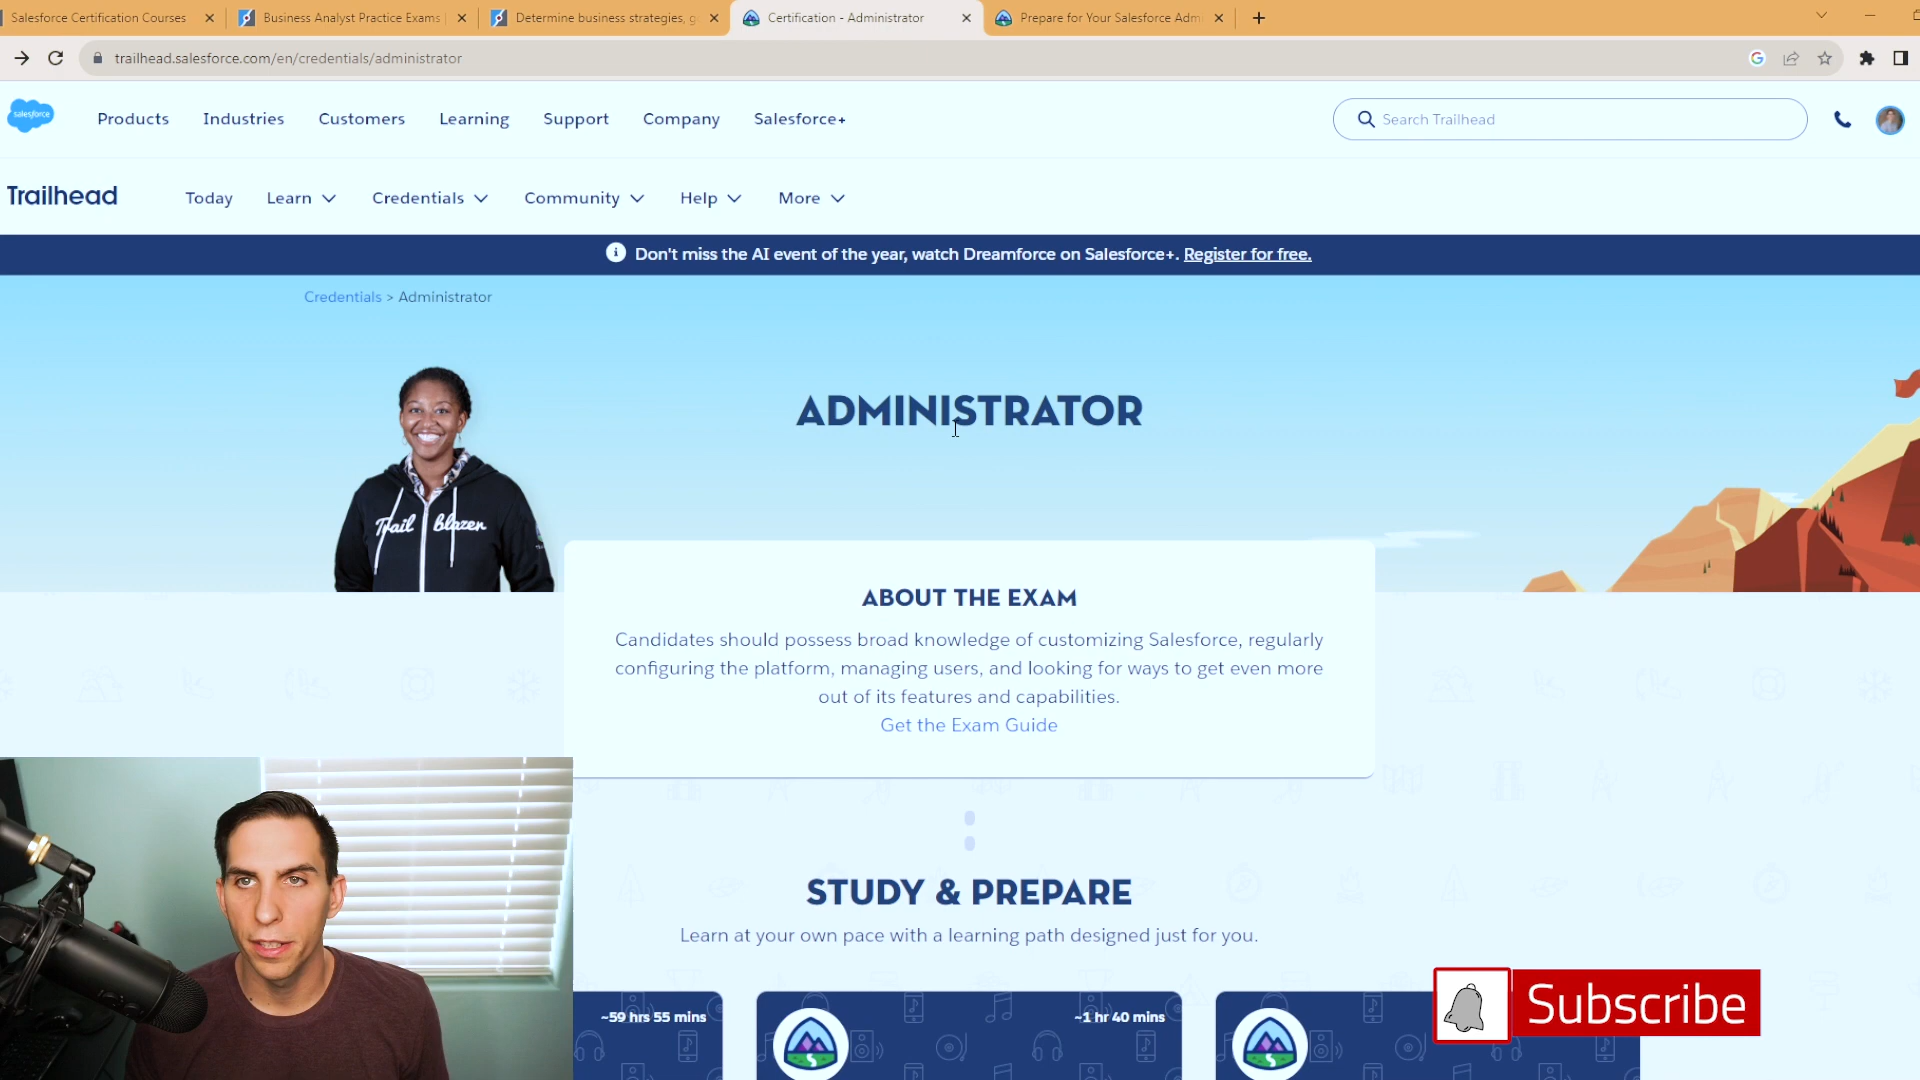 Salesforce Certification Courses
Business Analyst Practice Exams
Determine business strategies, g
Certification - Administrator
Prepare for Your Salesforce Adm
trailhead.salesforce.com/en/credentials/administrator
salesforce
Products
Industries
Customers
Learning
Support
Company
Salesforce+
Search Trailhead
Trailhead
Today
Learn
Credentials
Community
Help
More
Don't miss the AI event of the year, watch Dreamforce on Salesforce+. Register for free.
Credentials > Administrator
ADMINISTRATOR
Trail blazer
ABOUT THE EXAM
Candidates should possess broad knowledge of customizing Salesforce, regularly
configuring the platform, managing users, and looking for ways to get even more
out of its features and capabilities.
Get the Exam Guide
STUDY & PREPARE
Learn at your own pace with a learning path designed just for you.
~59 hrs 55 mins
~1 hr 40 mins
Subscribe